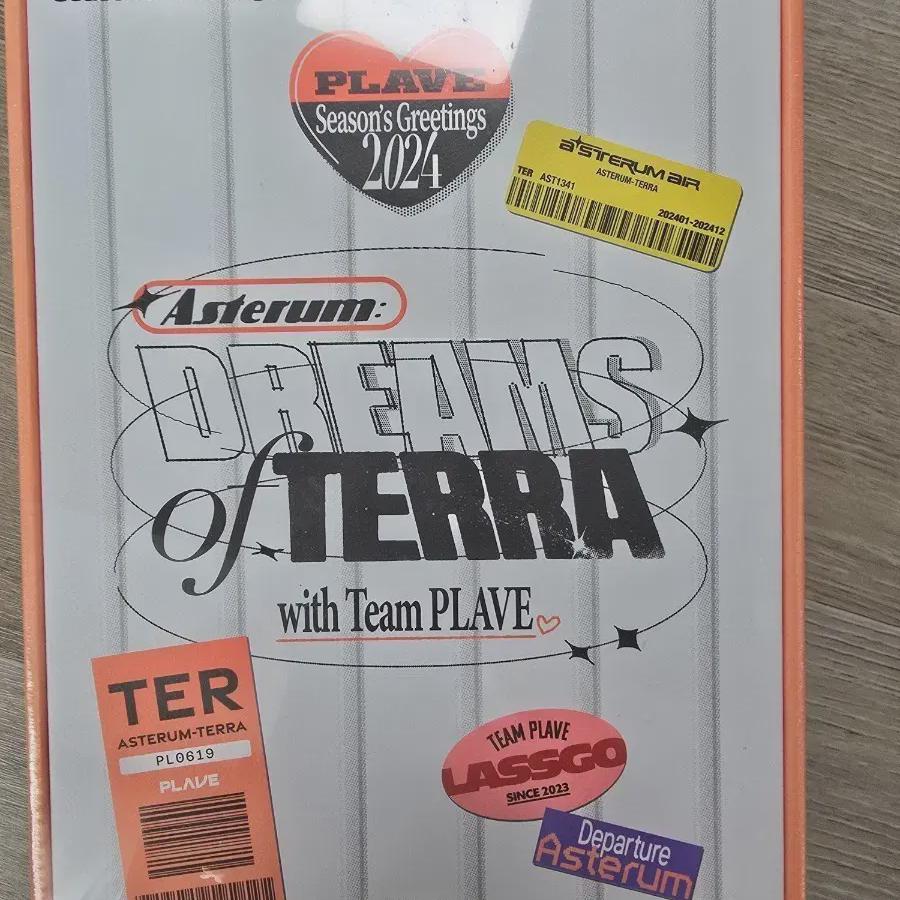 PLAVE
Season's Greetings
2024
asterum air
ASTERUM-TERRA
TER AST1341
202401-202412
Asterum:
DREAMS
of TERRA
with Team PLAVE
TER
ASTERUM-TERRA
PL0619
PLAVE
TEAM PLAVE
LASSGO
SINCE 2023
Departure
Asterum